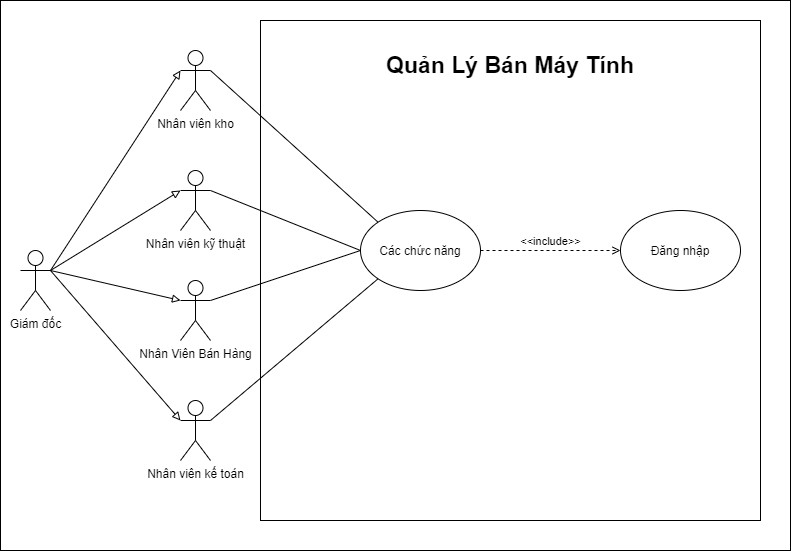 Quản Lý Bán Máy Tính
Nhân viên kho
Nhân viên kỹ thuật
Các chức năng
<<include>>
Đăng nhập
Giám đốc
Nhân Viên Bán Hàng
Nhân viên kế toán